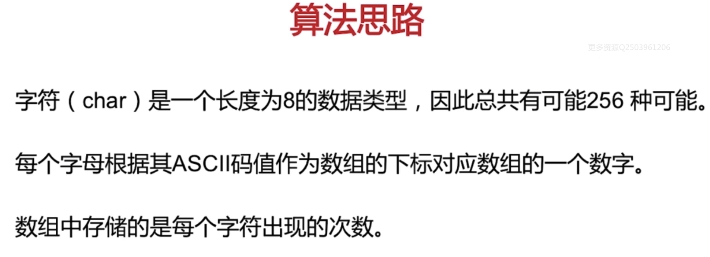 算法思路
字符（char）是一个长度为8的数据类型，因此总共有可能256 种可能。
每个字母根据其ASCII码值作为数组的下标对应数组的一个数字。
数组中存储的是每个字符出现的次数。